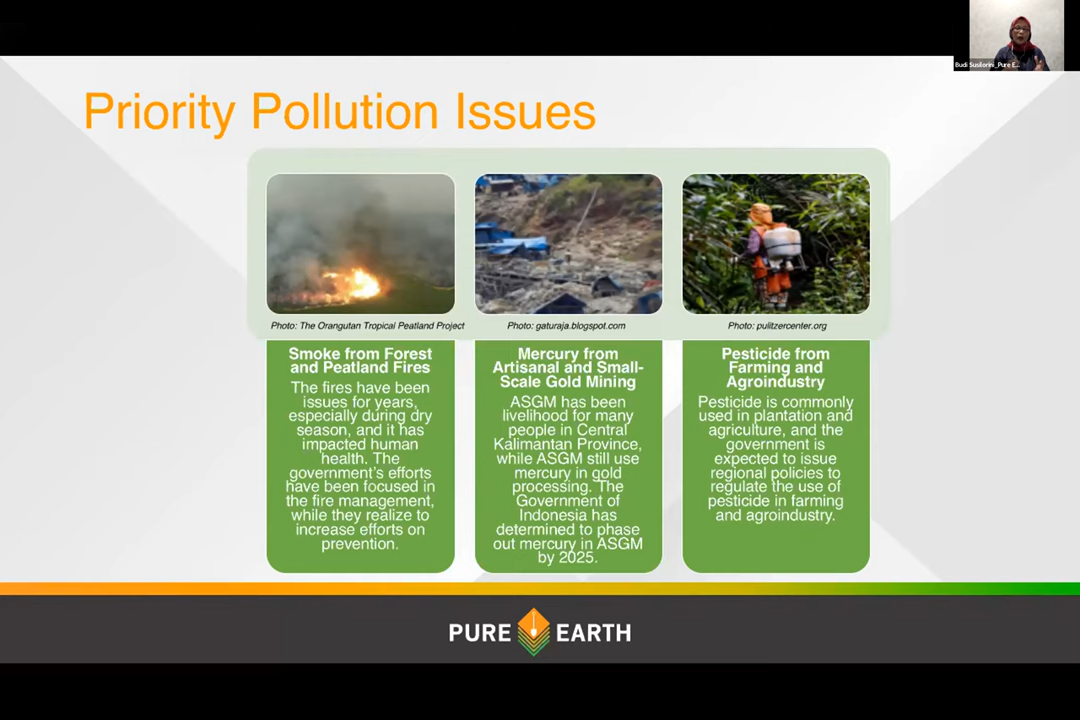 Budi Susilorini_Pure E...
Priority Pollution Issues
Photo: The Orangutan Tropical Peatland Project
Photo: gaturaja.blogspot.com
Photo: pulitzercenter.org
Smoke from Forest
and Peatland Fires
The fires have been
issues for years,
especially during dry
season, and it has
impacted human
health. The
government's efforts
have been focused in
the fire management,
while they realize to
increase efforts on
prevention.
Mercury from
Artisanal and Small-
Scale Gold Mining
ASGM has been
livelihood for many
people in Central
Kalimantan Province,
while ASGM still use
mercury in gold
processing. The
Government of
Indonesia has
determined to phase
out mercury in ASGM
by 2025.
Pesticide from
Farming and
Agroindustry
Pesticide is commonly
used in plantation and
agriculture, and the
government is
expected to issue
regional policies to
regulate the use of
pesticide in farming
and agroindustry.
PURE EARTH